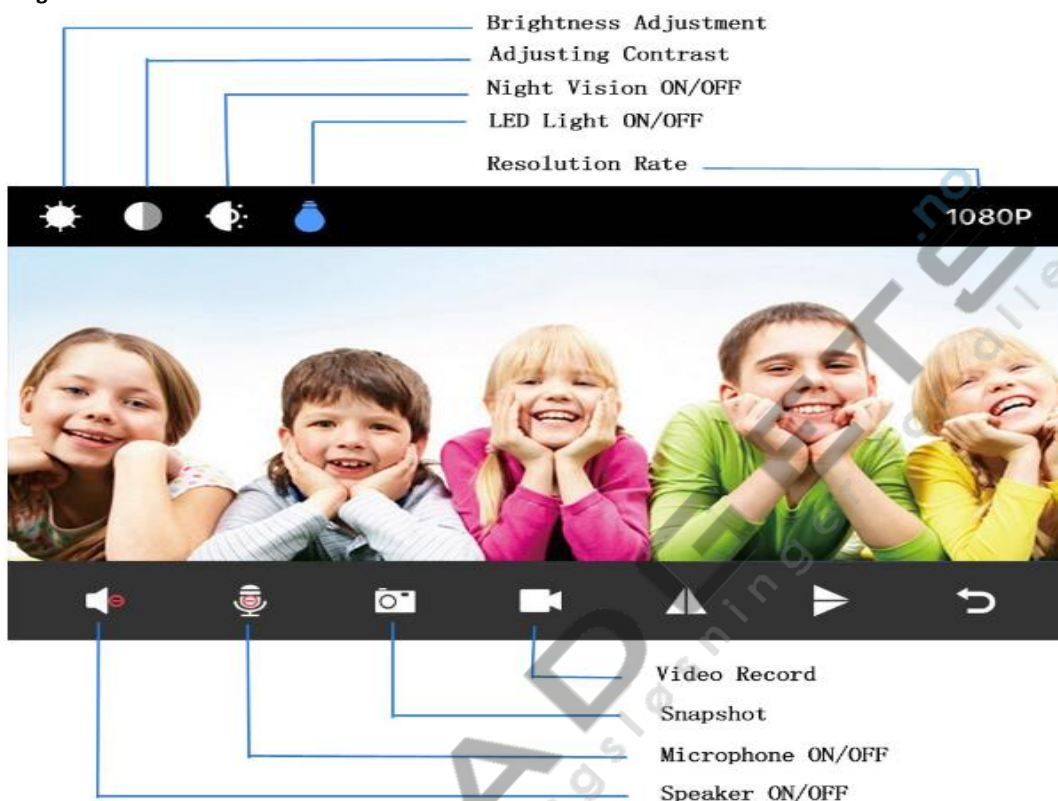 Brightness Adjustment
Adjusting Contrast
Night Vision ON/OFF
LED Light ON/OFF
Resolution Rate
1080P
Video Record
Snapshot
Microphone ON/OFF
Speaker ON/OFF